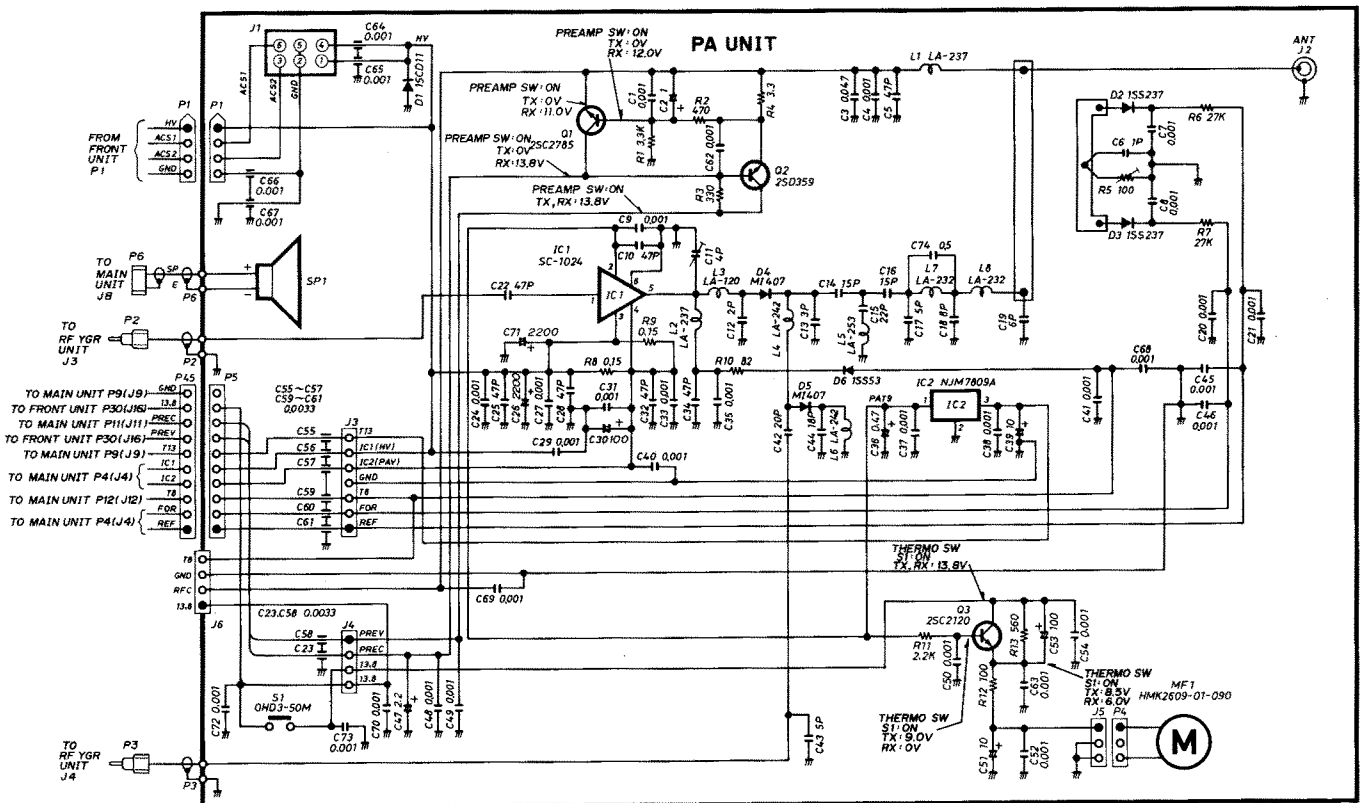 PA UNIT
J1
C64
0.001
HV
C65
0.001
D1 1SCD11
6
5
4
3
2
1
ACS1
ACS2
GND
P1
P1
FROM
FRONT
UNIT
P1
HV
ACS1
ACS2
GND
C66
0.001
C67
0.001
PREAMP SW:ON
TX:0V
RX:12.0V
PREAMP SW:ON
TX:0V
RX:11.0V
PREAMP SW:ON
TX:0V
RX:13.8V
PREAMP SW:ON
TX,RX:13.8V
Q1
2SC2785
C1
0.001
C2 1
R1 3.3K
R2
470
C62 0.001
R3
330
R4 3.3
Q2
2SD359
C3 0.047
C4 0.001
C5 47P
L1 LA-237
ANT
J2
D2 1SS237
R6 27K
C7
0.001
C6 1P
R5 100
C8
0.001
D3 1SS237
R7
27K
TO
MAIN
UNIT
J8
P6
SP
E
P6
+
-
SP1
TO
RF YGR
UNIT
J3
P2
P2
C22 47P
C9 0.001
C10 47P
IC1
SC-1024
IC1
1
2
3
4
5
6
C11
4P
L3
LA-120
D4
MI407
C12 2P
L2
LA-237
L4 LA-242
C13 3P
C14 15P
L5
LA-253
C15
22P
C16
15P
C74 0.5
L7
LA-232
L8
LA-232
C17 5P
C18 8P
C19
6P
C71 2200
R9
0.15
R8 0.15
R10 82
C24 0.001
C25 47P
C26 2200
C27 0.001
C28 47P
C31
0.001
C30 100
C29 0.001
C32 47P
C33 0.001
C34 47P
C35 0.001
D6 1SS53
D5
MI407
C42 20P
C44 18P
L6 LA-242
PAT9
C36 0.47
C37 0.001
IC2 NJM7809A
1
IC2
3
2
C38 0.001
C39 10
C41 0.001
C68
0.001
C45
0.001
C46
0.001
C20 0.001
C21 0.001
C40 0.001
P45
P5
TO MAIN UNIT P9(J9)
GND
TO FRONT UNIT P30(J16)
13.8
TO MAIN UNIT P11(J11)
PREC
TO FRONT UNIT P30(J16)
PREV
TO MAIN P9(J9)
T13
TO MAIN UNIT P4(J4)
IC1
IC2
TO MAIN UNIT P12(J12)
T8
TO MAIN UNIT P4(J4)
FOR
REF
C55~C57
C59~C61
0.0033
C55
C56
C57
C59
C60
C61
J3
T13
IC1(HV)
IC2(PAV)
GND
T8
FOR
REF
T8
GND
RFC
13.8
J6
C69 0.001
C23,C58 0.0033
C58
C23
J4
PREV
PREC
13.8
13.8
C72 0.001
S1
OHD3-50M
C73
0.001
C70 0.001
C47 2.2
C48 0.001
C49 0.001
TO
RF YGR
UNIT
J4
P3
P3
C43 5P
THERMO SW
S1:ON
TX,RX:13.8V
Q3
2SC2120
R11
2.2K
C50 0.001
R13 560
C53 100
C54 0.001
R12 100
C63
0.001
THERMO SW
S1:ON
TX:8.5V
RX:6.0V
THERMO SW
S1:ON
TX:9.0V
RX:0V
C51 10
C52
0.001
J5
P4
MF1
HMK2609-01-090
M